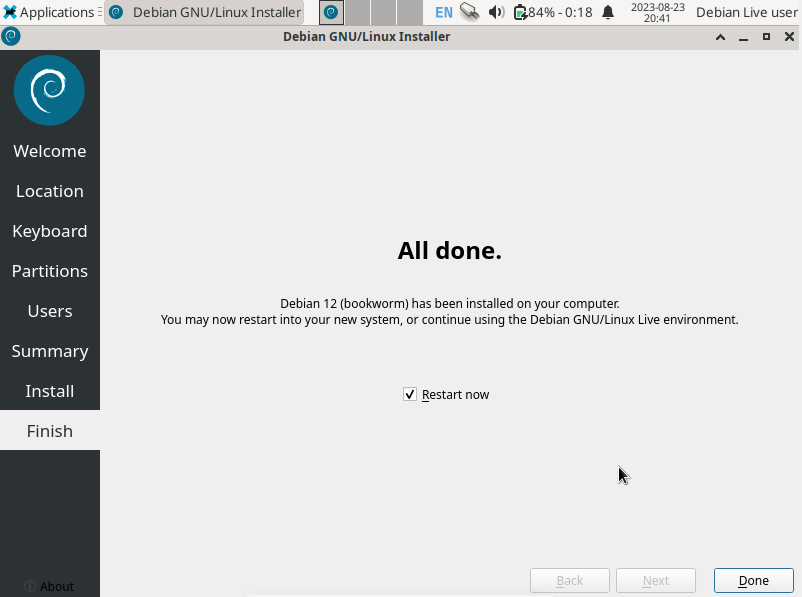 Applications
Debian GNU/Linux Installer
EN
84% - 0:18
2023-08-23
20:41
Debian Live user
Debian GNU/Linux Installer
Welcome
Location
Keyboard
Partitions
Users
Summary
Install
Finish
About
All done.
Debian 12 (bookworm) has been installed on your computer.
You may now restart into your new system, or continue using the Debian GNU/Linux Live environment.
Restart now
Back
Next
Done